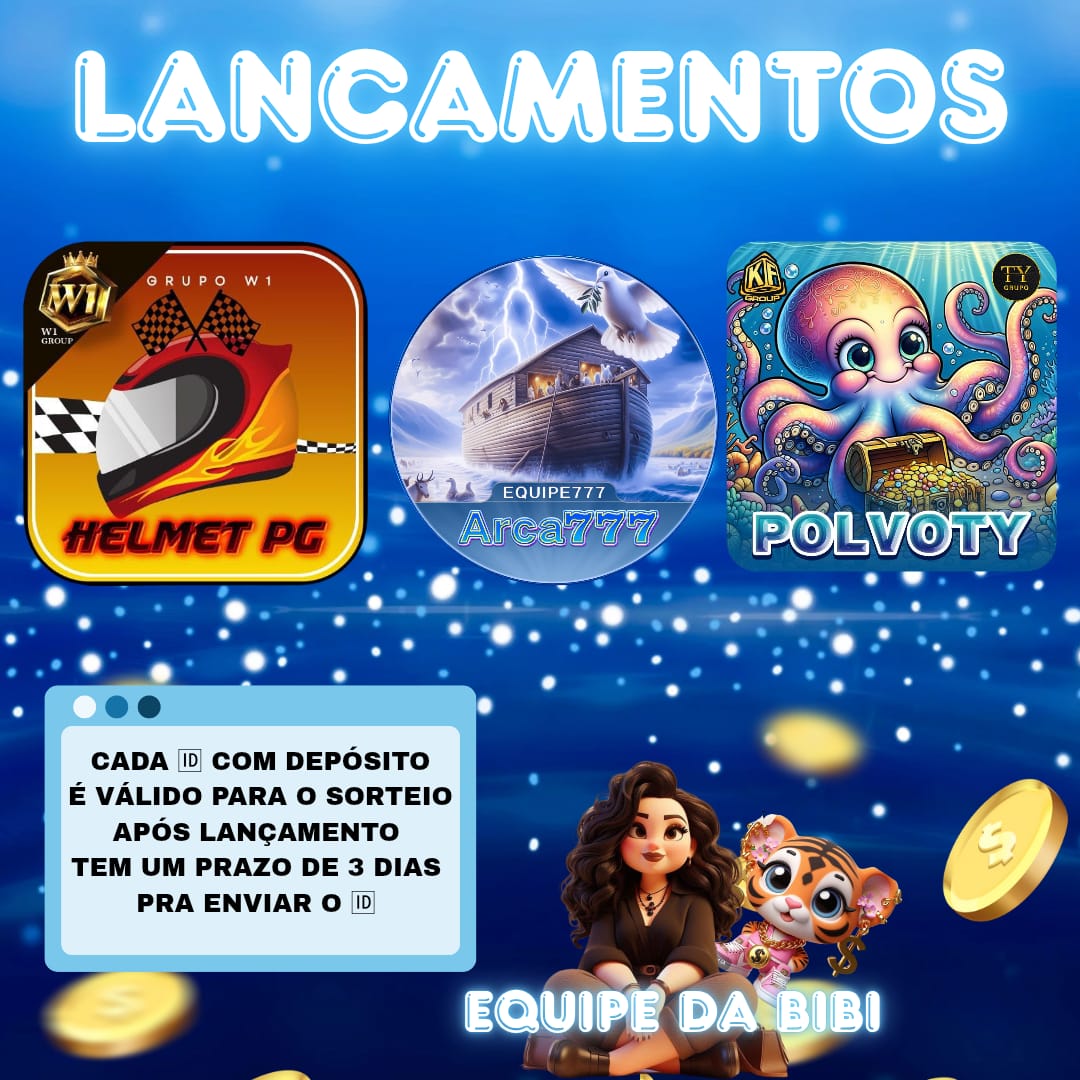 LANCAMENTOS
W1
W1
GROUP
GRUPO W1
HELMET PG
EQUIPE777
Arca777
KF
GROUP
TY
GRUPO
POLVOTY
CADA 🆔 COM DEPÓSITO
É VÁLIDO PARA O SORTEIO
APÓS LANÇAMENTO
TEM UM PRAZO DE 3 DIAS
PRA ENVIAR O 🆔
EQUIPE DA BIBI